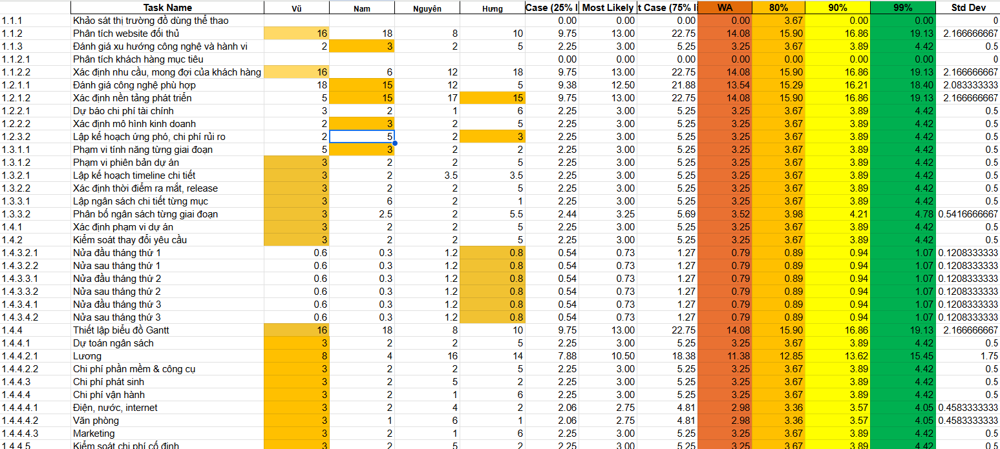 Task Name Vũ Nam Nguyên Hưng Case (25% l Most Likely t Case (75% li WA 80% 90% 99% Std Dev
1.1.1 Khảo sát thị trường đồ dùng thể thao 0.00 0.00 0.00 0.00 3.67 0.00 0.00 0
1.1.2 Phân tích website đối thủ 16 18 8 10 9.75 13.00 22.75 14.08 15.90 16.86 19.13 2.166666667
1.1.3 Đánh giá xu hướng công nghệ và hành vi 2 3 2 5 2.25 3.00 5.25 3.25 3.67 3.89 4.42 0.5
1.1.2.1 Phân tích khách hàng mục tiêu 0.00 0.00 0.00 0.00 0.00 0.00 0.00 0
1.1.2.2 Xác định nhu cầu, mong đợi của khách hàng 16 6 12 18 9.75 13.00 22.75 14.08 15.90 16.86 19.13 2.166666667
1.2.1.1 Đánh giá công nghệ phù hợp 18 15 12 5 9.38 12.50 21.88 13.54 15.29 16.21 18.40 2.083333333
1.2.1.2 Xác định nền tảng phát triển 5 15 17 15 9.75 13.00 22.75 14.08 15.90 16.86 19.13 2.166666667
1.2.2.1 Dự báo chi phí tài chính 3 2 1 6 2.25 3.00 5.25 3.25 3.67 3.89 4.42 0.5
1.2.2.2 Xác định mô hình kinh doanh 2 3 2 5 2.25 3.00 5.25 3.25 3.67 3.89 4.42 0.5
1.2.3.2 Lập kế hoạch ứng phó, chi phí rủi ro 2 5 2 3 2.25 3.00 5.25 3.25 3.67 3.89 4.42 0.5
1.3.1.1 Phạm vi tính năng từng giai đoạn 5 3 2 2 2.25 3.00 5.25 3.25 3.67 3.89 4.42 0.5
1.3.1.2 Phạm vi phiên bản dự án 3 2 2 5 2.25 3.00 5.25 3.25 3.67 3.89 4.42 0.5
1.3.2.1 Lập kế hoạch timeline chi tiết 3 2 3.5 3.5 2.25 3.00 5.25 3.25 3.67 3.89 4.42 0.5
1.3.2.2 Xác định thời điểm ra mắt, release 3 2 2 5 2.25 3.00 5.25 3.25 3.67 3.89 4.42 0.5
1.3.3.1 Lập ngân sách chi tiết từng mục 3 6 2 1 2.25 3.00 5.25 3.25 3.67 3.89 4.42 0.5
1.3.3.2 Phân bổ ngân sách từng giai đoạn 3 2.5 2 5.5 2.44 3.25 5.69 3.52 3.98 4.21 4.78 0.5416666667
1.4.1 Xác định phạm vi dự án 3 2 2 5 2.25 3.00 5.25 3.25 3.67 3.89 4.42 0.5
1.4.2 Kiểm soát thay đổi yêu cầu 3 2 2 5 2.25 3.00 5.25 3.25 3.67 3.89 4.42 0.5
1.4.3.2.1 Nửa đầu tháng thứ 1 0.6 0.3 1.2 0.8 0.54 0.73 1.27 0.79 0.89 0.94 1.07 0.1208333333
1.4.3.2.2 Nửa sau tháng thứ 1 0.6 0.3 1.2 0.8 0.54 0.73 1.27 0.79 0.89 0.94 1.07 0.1208333333
1.4.3.3.1 Nửa đầu tháng thứ 2 0.6 0.3 1.2 0.8 0.54 0.73 1.27 0.79 0.89 0.94 1.07 0.1208333333
1.4.3.3.2 Nửa sau tháng thứ 2 0.6 0.3 1.2 0.8 0.54 0.73 1.27 0.79 0.89 0.94 1.07 0.1208333333
1.4.3.4.1 Nửa đầu tháng thứ 3 0.6 0.3 1.2 0.8 0.54 0.73 1.27 0.79 0.89 0.94 1.07 0.1208333333
1.4.3.4.2 Nửa sau tháng thứ 3 0.6 0.3 1.2 0.8 0.54 0.73 1.27 0.79 0.89 0.94 1.07 0.1208333333
1.4.4 Thiết lập biểu đồ Gantt 16 18 8 10 9.75 13.00 22.75 14.08 15.90 16.86 19.13 2.166666667
1.4.4.1 Dự toán ngân sách 3 2 2 5 2.25 3.00 5.25 3.25 3.67 3.89 4.42 0.5
1.4.4.2.1 Lương 8 4 16 14 7.88 10.50 18.38 11.38 12.85 13.62 15.45 1.75
1.4.4.2.2 Chi phí phần mềm & công cụ 3 2 2 5 2.25 3.00 5.25 3.25 3.67 3.89 4.42 0.5
1.4.4.3 Chi phí phát sinh 3 2 5 2 2.25 3.00 5.25 3.25 3.67 3.89 4.42 0.5
1.4.4.4 Chi phí vận hành 3 2 1 6 2.25 3.00 5.25 3.25 3.67 3.89 4.42 0.5
1.4.4.4.1 Điện, nước, internet 3 2 4 2 2.06 2.75 4.81 2.98 3.36 3.57 4.05 0.4583333333
1.4.4.4.2 Văn phòng 3 1 6 1 2.06 2.75 4.81 2.98 3.36 3.57 4.05 0.4583333333
1.4.4.4.3 Marketing 3 2 1 6 2.25 3.00 5.25 3.25 3.67 3.89 4.42 0.5
1.4.4.5 Kiểm soát chi phí cố định 3 2 5 2 2.25 3.00 5.25 3.25 3.67 3.89 4.42 0.5